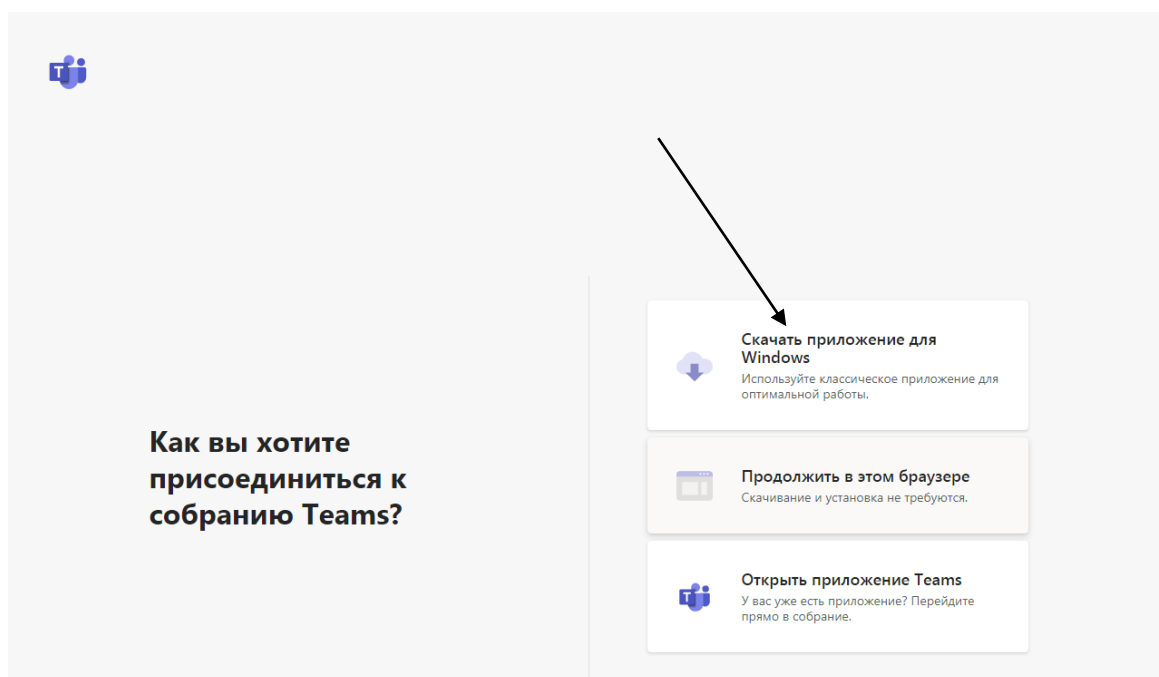 Как вы хотите
присоединиться к
собранию Teams?
Скачать приложение для
Windows
Используйте классическое приложение для
оптимальной работы.
Продолжить в этом браузере
Скачивание и установка не требуются.
Открыть приложение Teams
У вас уже есть приложение? Перейдите
прямо в собрание.